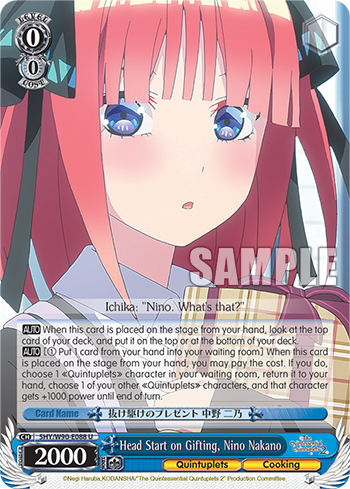 LEVEL
0
0
COST
SAMPLE
Ichika: "Nino. What's that?"
AUTO When this card is placed on the stage from your hand, look at the top
card of your deck, and put it on the top or at the bottom of your deck.
AUTO [① Put 1 card from your hand into your waiting room] When this card is
placed on the stage from your hand, you may pay the cost. If you do,
choose 1 «Quintuplets» character in your waiting room, return it to your
hand, choose 1 of your other «Quintuplets» characters, and that character
gets +1000 power until end of turn.
Card Name 抜け駆けのプレゼント 中野 二乃
CH 5HY/W90-E088 U
Head Start on Gifting, Nino Nakano
The Quintessential Quintuplets 2
POWER 2000
Quintuplets Cooking
©Negi Haruba,KODANSHA/"The Quintessential Quintuplets 2" Production Committee.